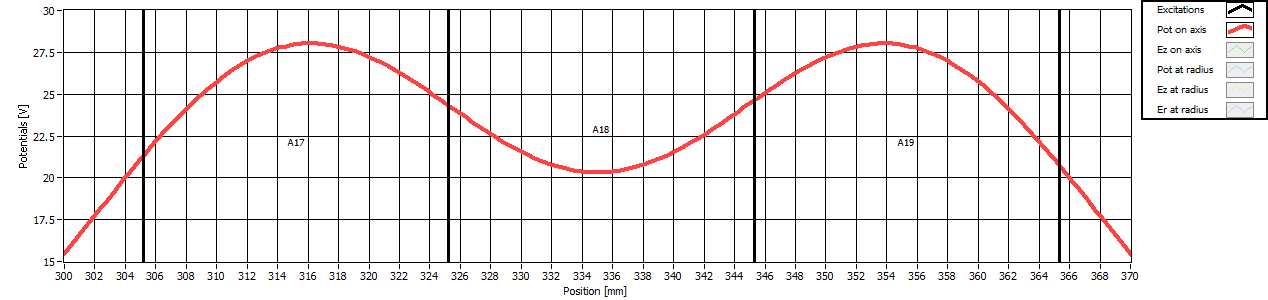 Potentials [V]
30
27.5
25
22.5
20
17.5
15
A17
A18
A19
300 302 304 306 308 310 312 314 316 318 320 322 324 326 328 330 332 334 336 338 340 342 344 346 348 350 352 354 356 358 360 362 364 366 368 370
Position [mm]
Excitations
Pot on axis
Ez on axis
Pot at radius
Ez at radius
Er at radius